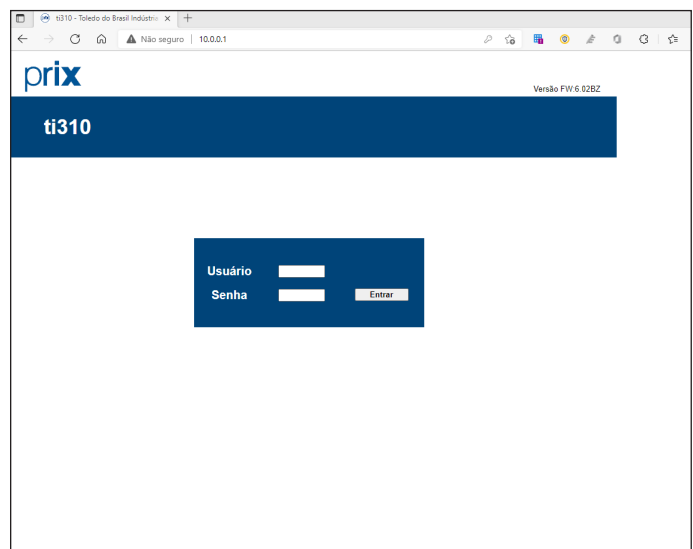 ti310 - Toledo do Brasil Indústria
Não seguro | 10.0.0.1
prix
Versão FW:6.02BZ
ti310
Usuário
Senha
Entrar